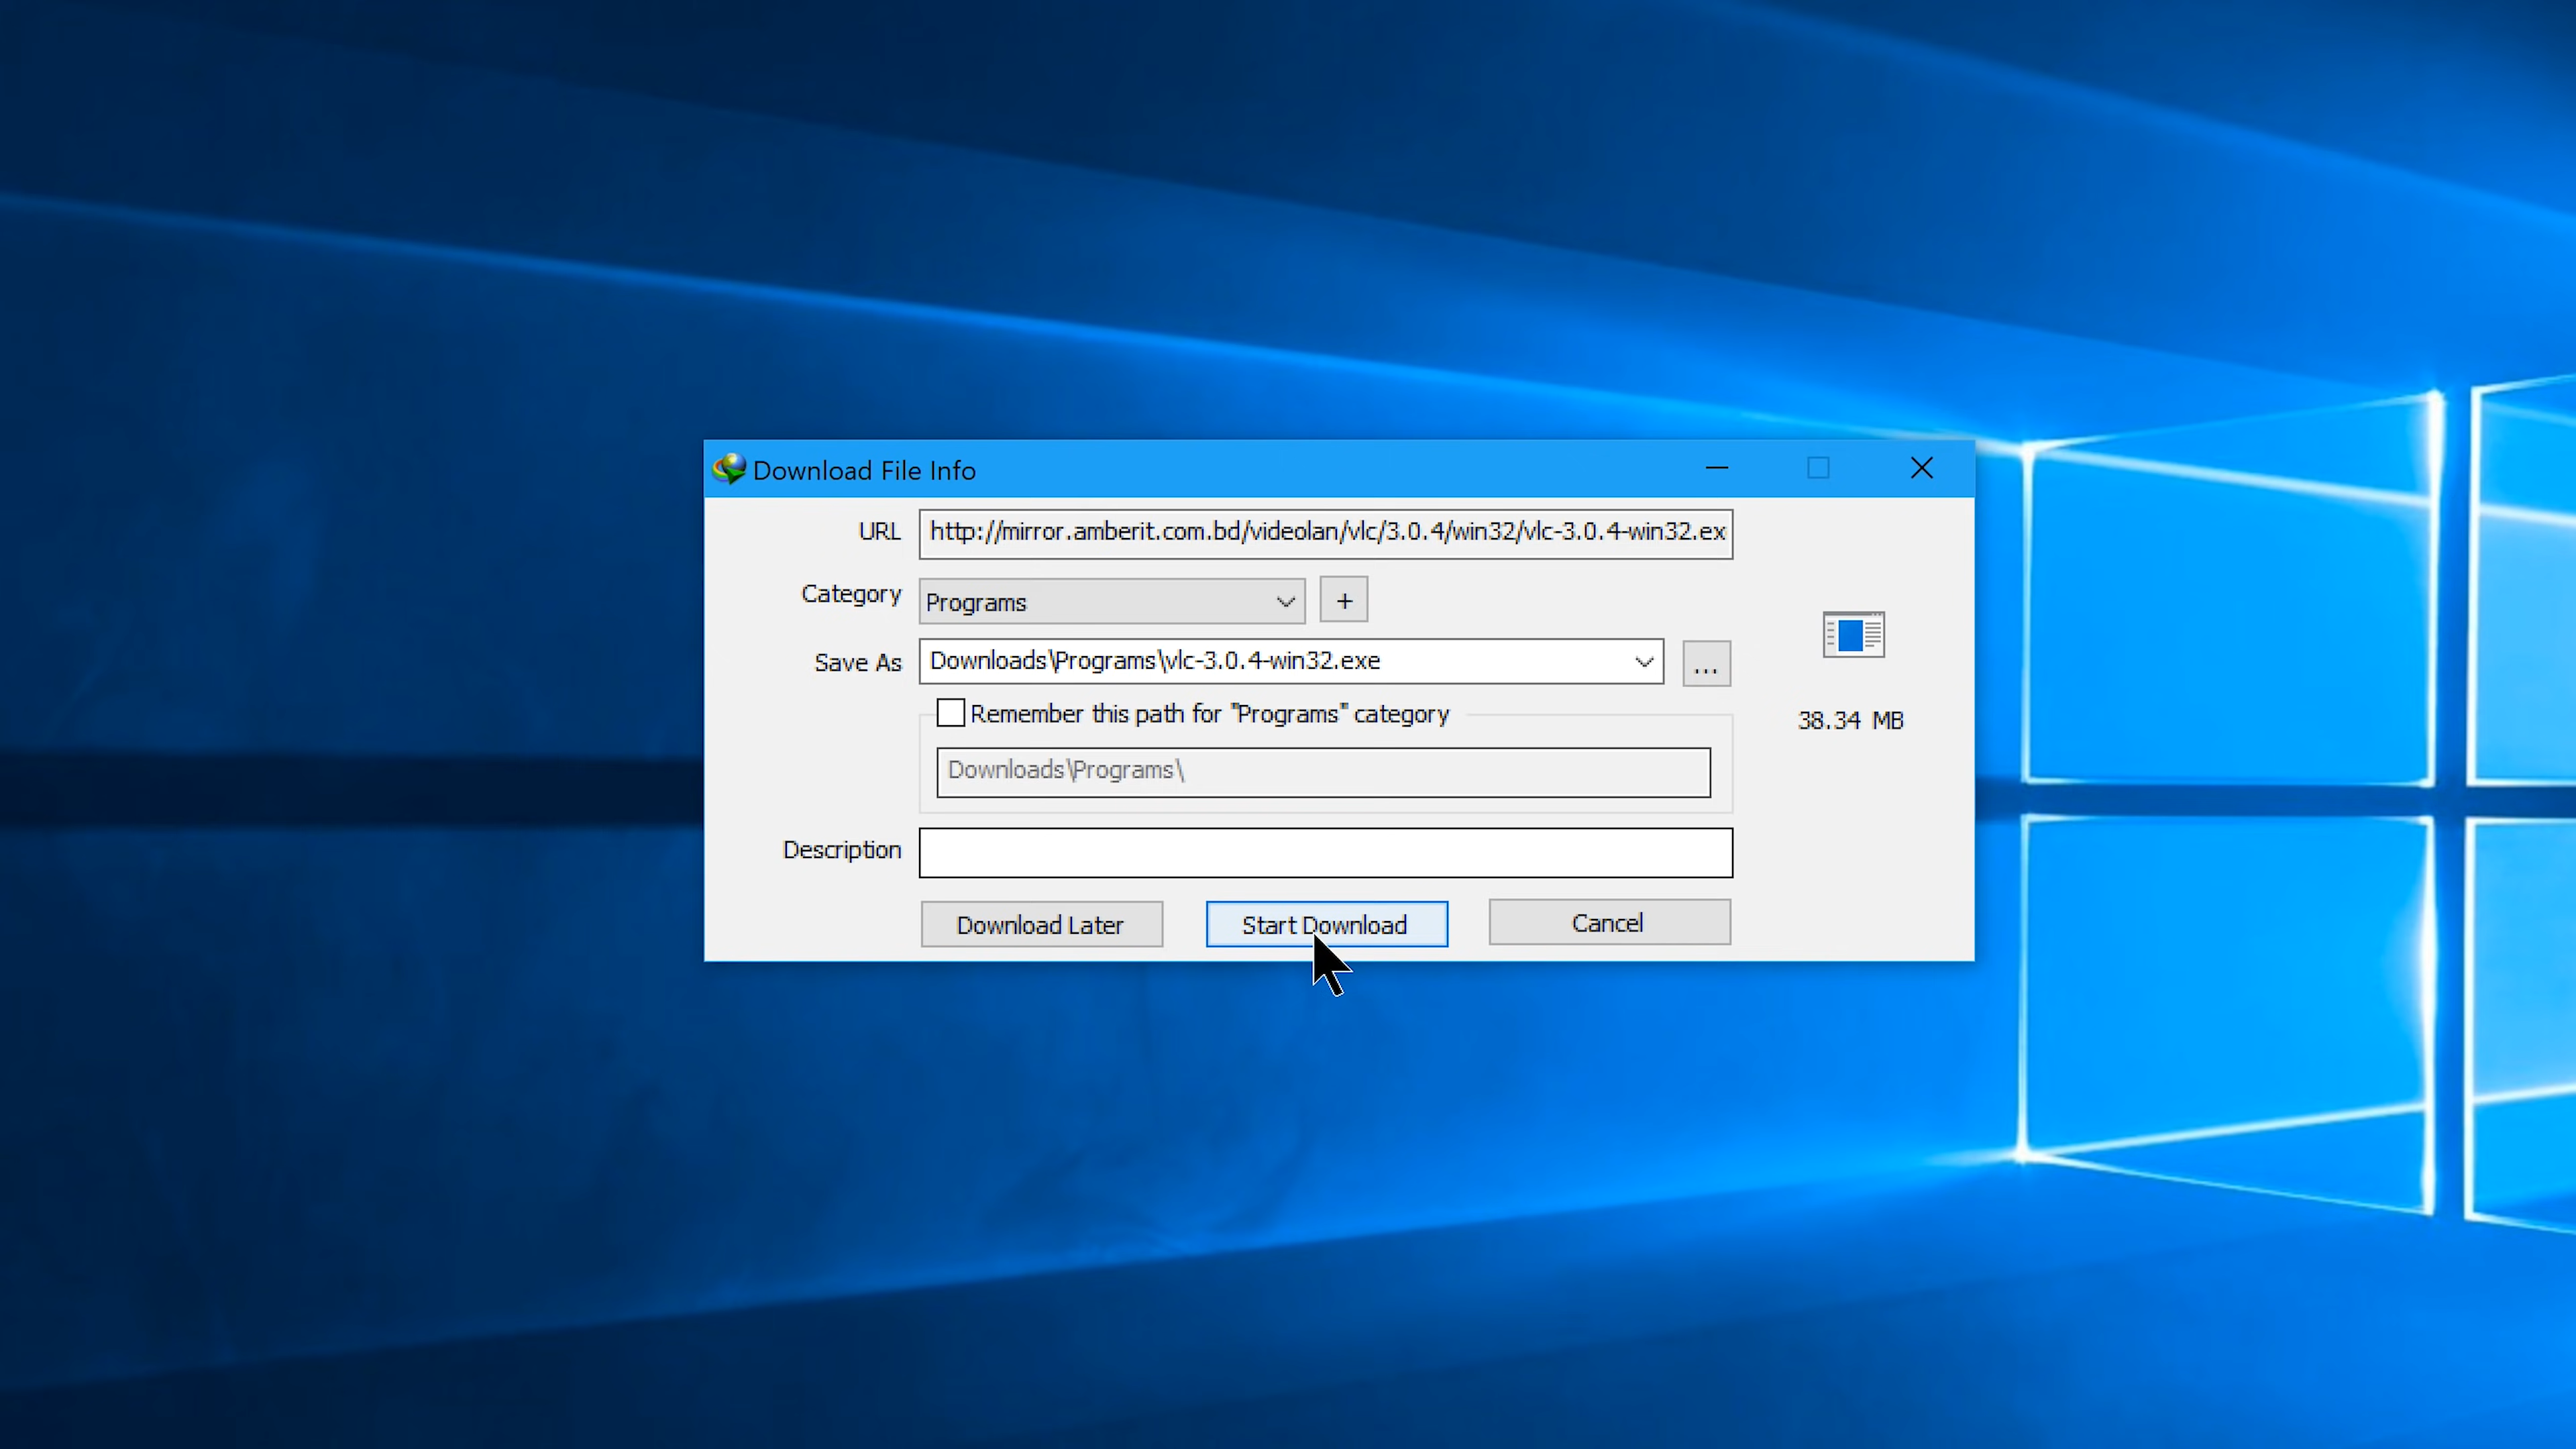 Download File Info
URL http://mirror.amberit.com.bd/videolan/vlc/3.0.4/win32/vlc-3.0.4-win32.ex
Category Programs +
Save As Downloads\Programs\vlc-3.0.4-win32.exe ...
Remember this path for "Programs" category
38.34 MB
Downloads\Programs\
Description
Download Later Start Download Cancel